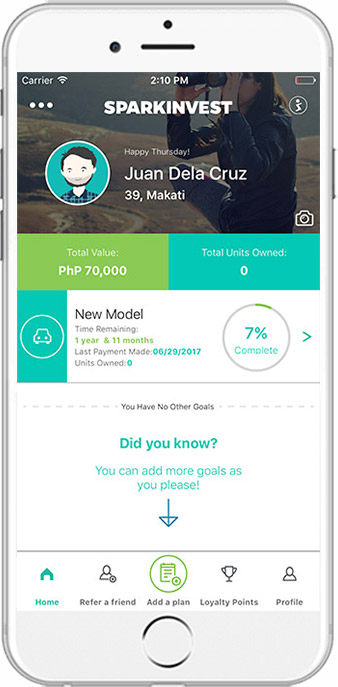 Carrier 2:10 PM
SPARKINVEST
Happy Thursday!
Juan Dela Cruz
39, Makati
Total Value:
PhP 70,000
Total Units Owned:
0
New Model
Time Remaining:
1 year & 11 months
Last Payment Made:06/29/2017
Units Owned:0
7%
Complete
You Have No Other Goals
Did you know?
You can add more goals as
you please!
Home
Refer a friend
Add a plan
Loyalty Points
Profile